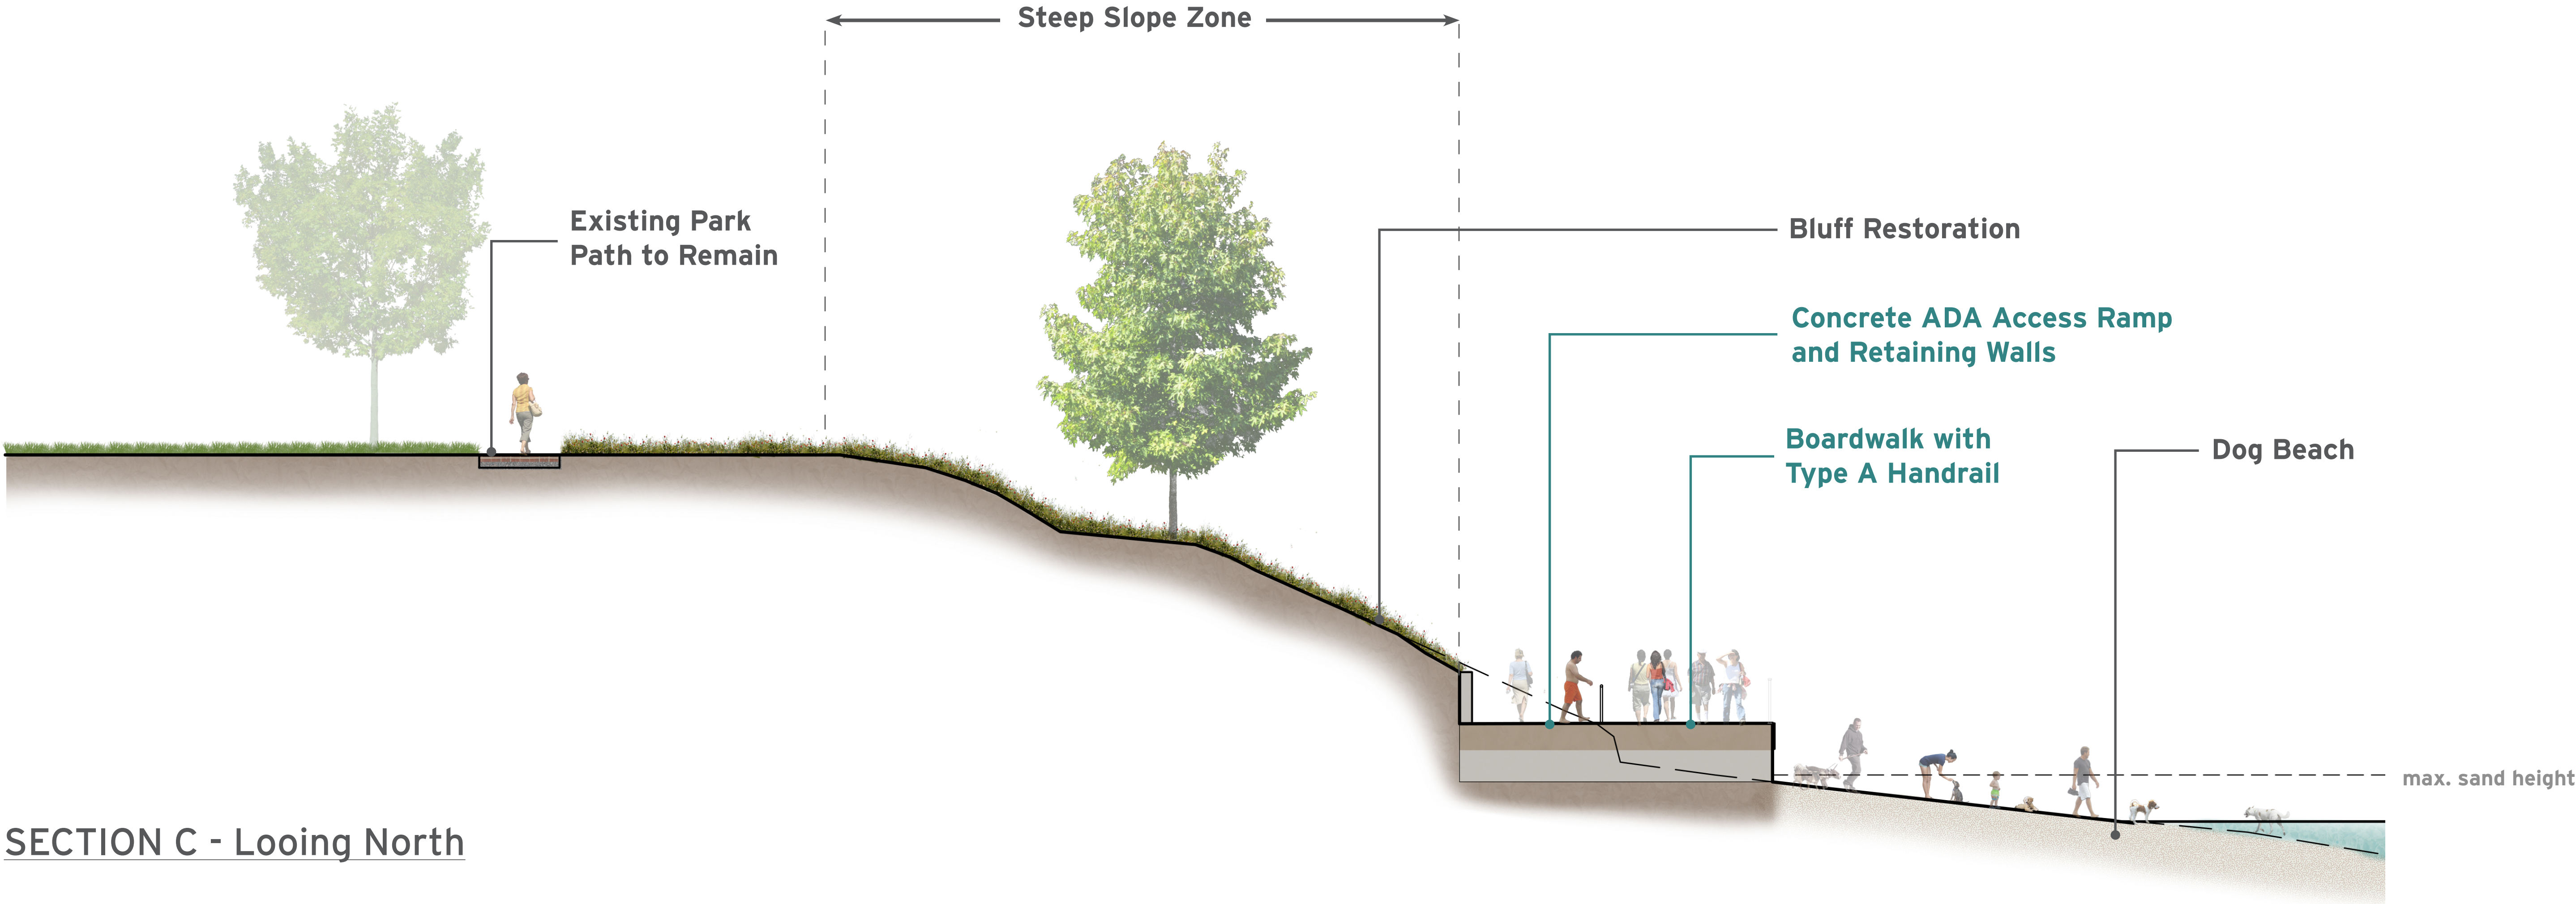 Steep Slope Zone
Existing Park
Path to Remain
Bluff Restoration
Concrete ADA Access Ramp
and Retaining Walls
Boardwalk with
Type A Handrail
Dog Beach
max. sand height
SECTION C - Looing North